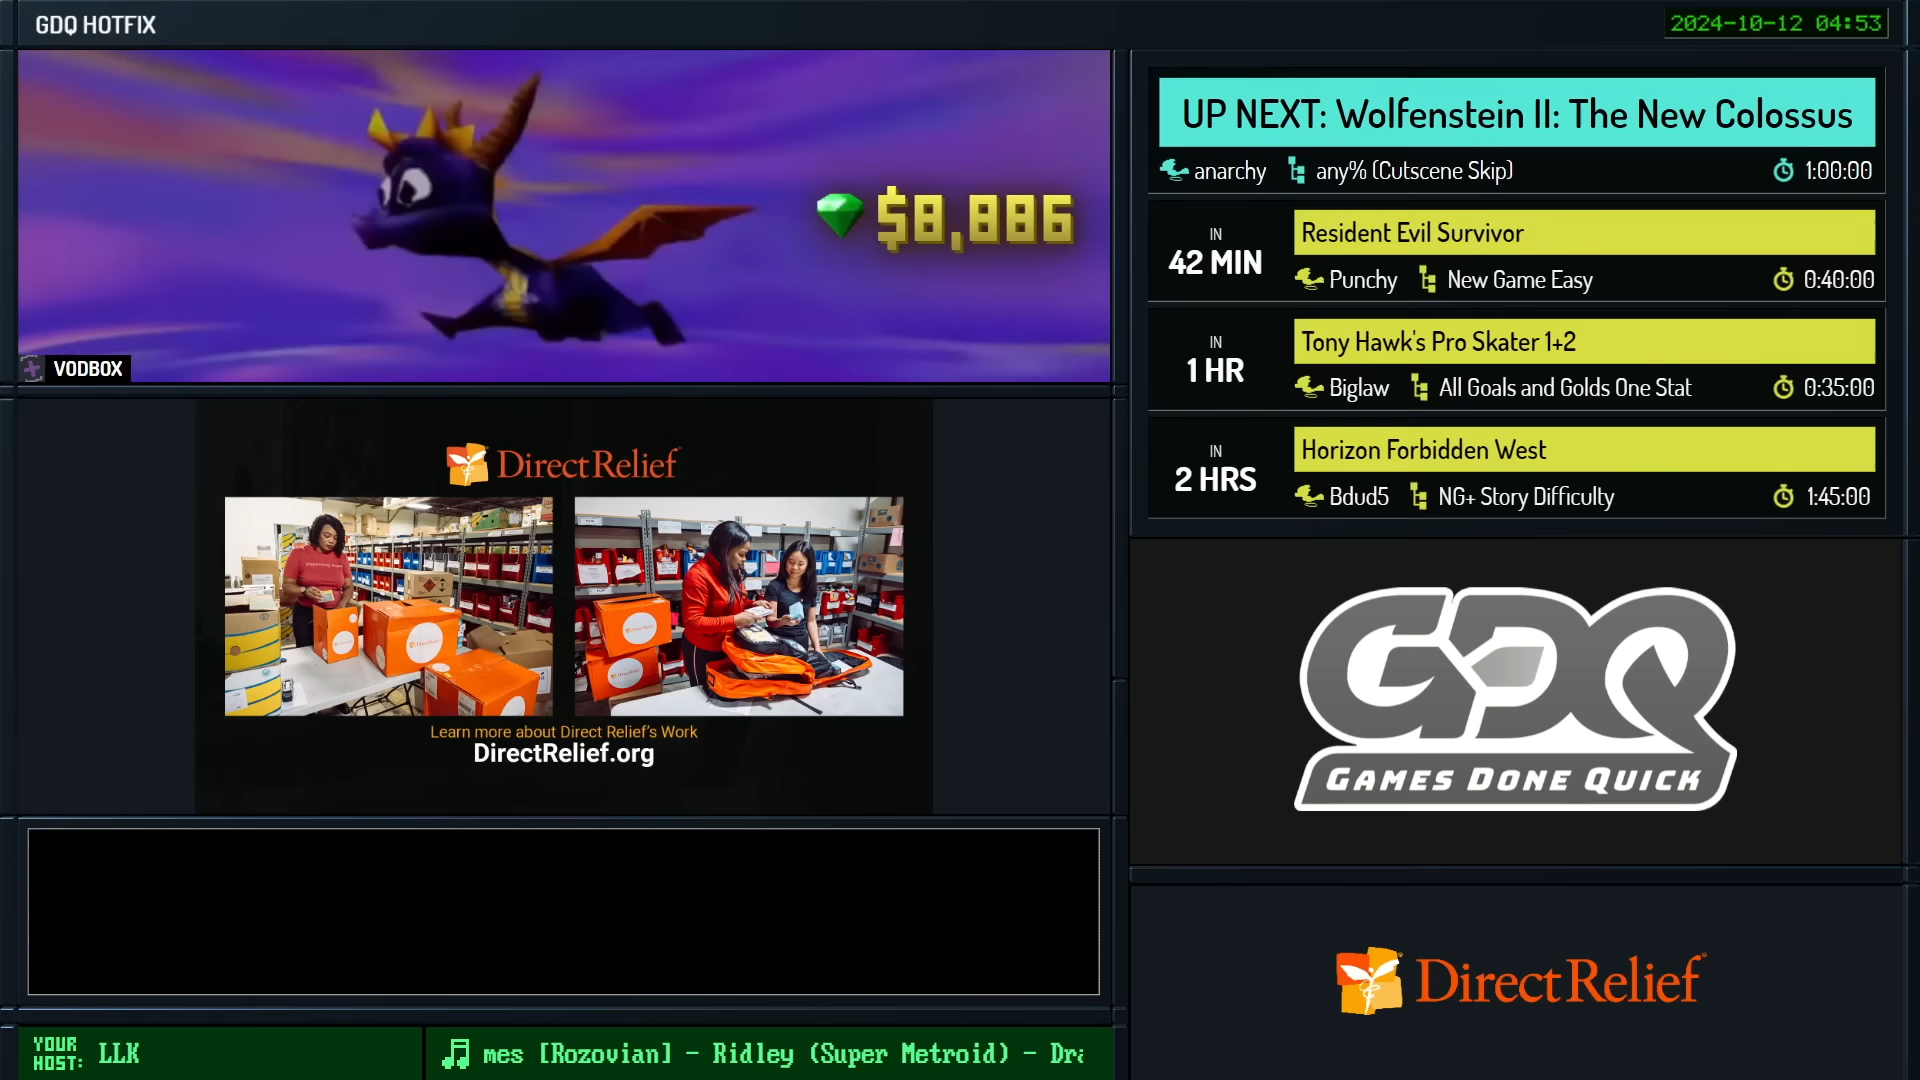 GDQ HOTFIX
2024-10-12 04:53
$8,886
VODBOX
UP NEXT: Wolfenstein II: The New Colossus
anarchy any% (Cutscene Skip) 1:00:00
IN
42 MIN
Resident Evil Survivor
Punchy New Game Easy 0:40:00
IN
1 HR
Tony Hawk's Pro Skater 1+2
Biglaw All Goals and Golds One Stat 0:35:00
IN
2 HRS
Horizon Forbidden West
Bdud5 NG+ Story Difficulty 1:45:00
DirectRelief
Learn more about Direct Relief's Work
DirectRelief.org
GDQ
GAMES DONE QUICK
DirectRelief
YOUR
HOST: LLK
mes [Rozovian] - Ridley (Super Metroid) - Dra